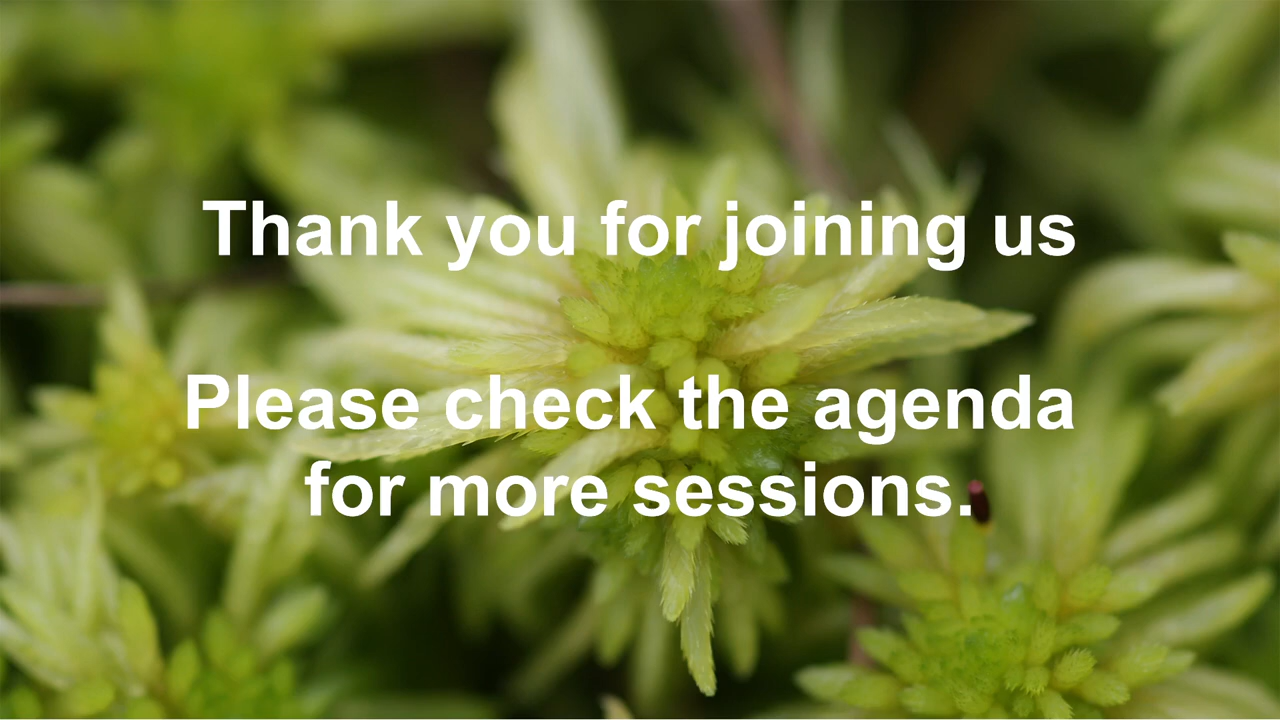 Thank you for joining us
Please check the agenda
for more sessions.